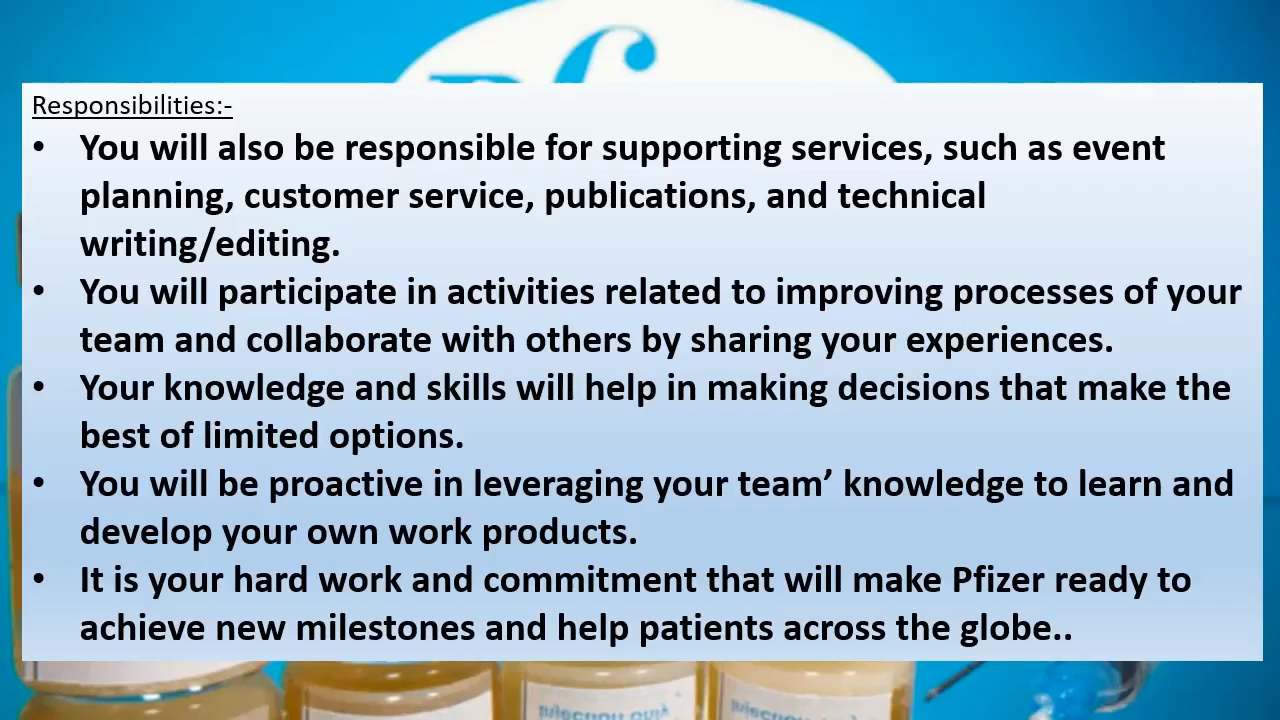 Responsibilities:-
• You will also be responsible for supporting services, such as event
planning, customer service, publications, and technical
writing/editing.
• You will participate in activities related to improving processes of your
team and collaborate with others by sharing your experiences.
• Your knowledge and skills will help in making decisions that make the
best of limited options.
• You will be proactive in leveraging your team’ knowledge to learn and
develop your own work products.
• It is your hard work and commitment that will make Pfizer ready to
achieve new milestones and help patients across the globe..